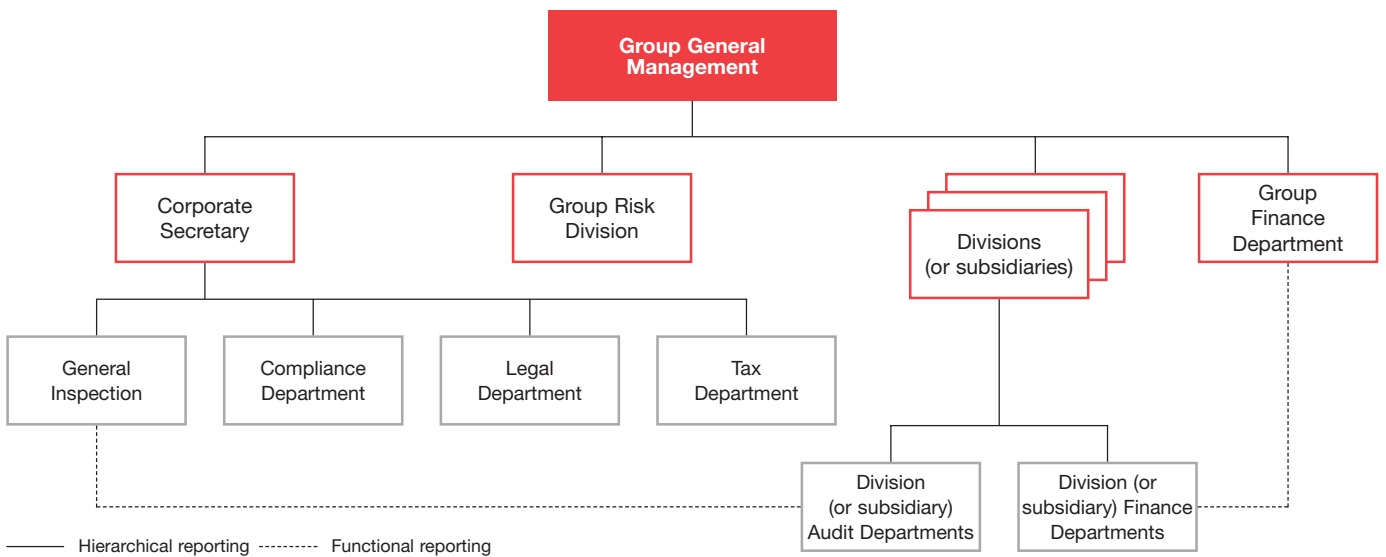 Group General
Management
Corporate
Secretary
Group Risk
Division
Divisions
(or subsidiaries)
Group
Finance
Department
General
Inspection
Compliance
Department
Legal
Department
Tax
Department
Division
(or subsidiary)
Audit Departments
Division (or
subsidiary) Finance
Departments
Hierarchical reporting
Functional reporting